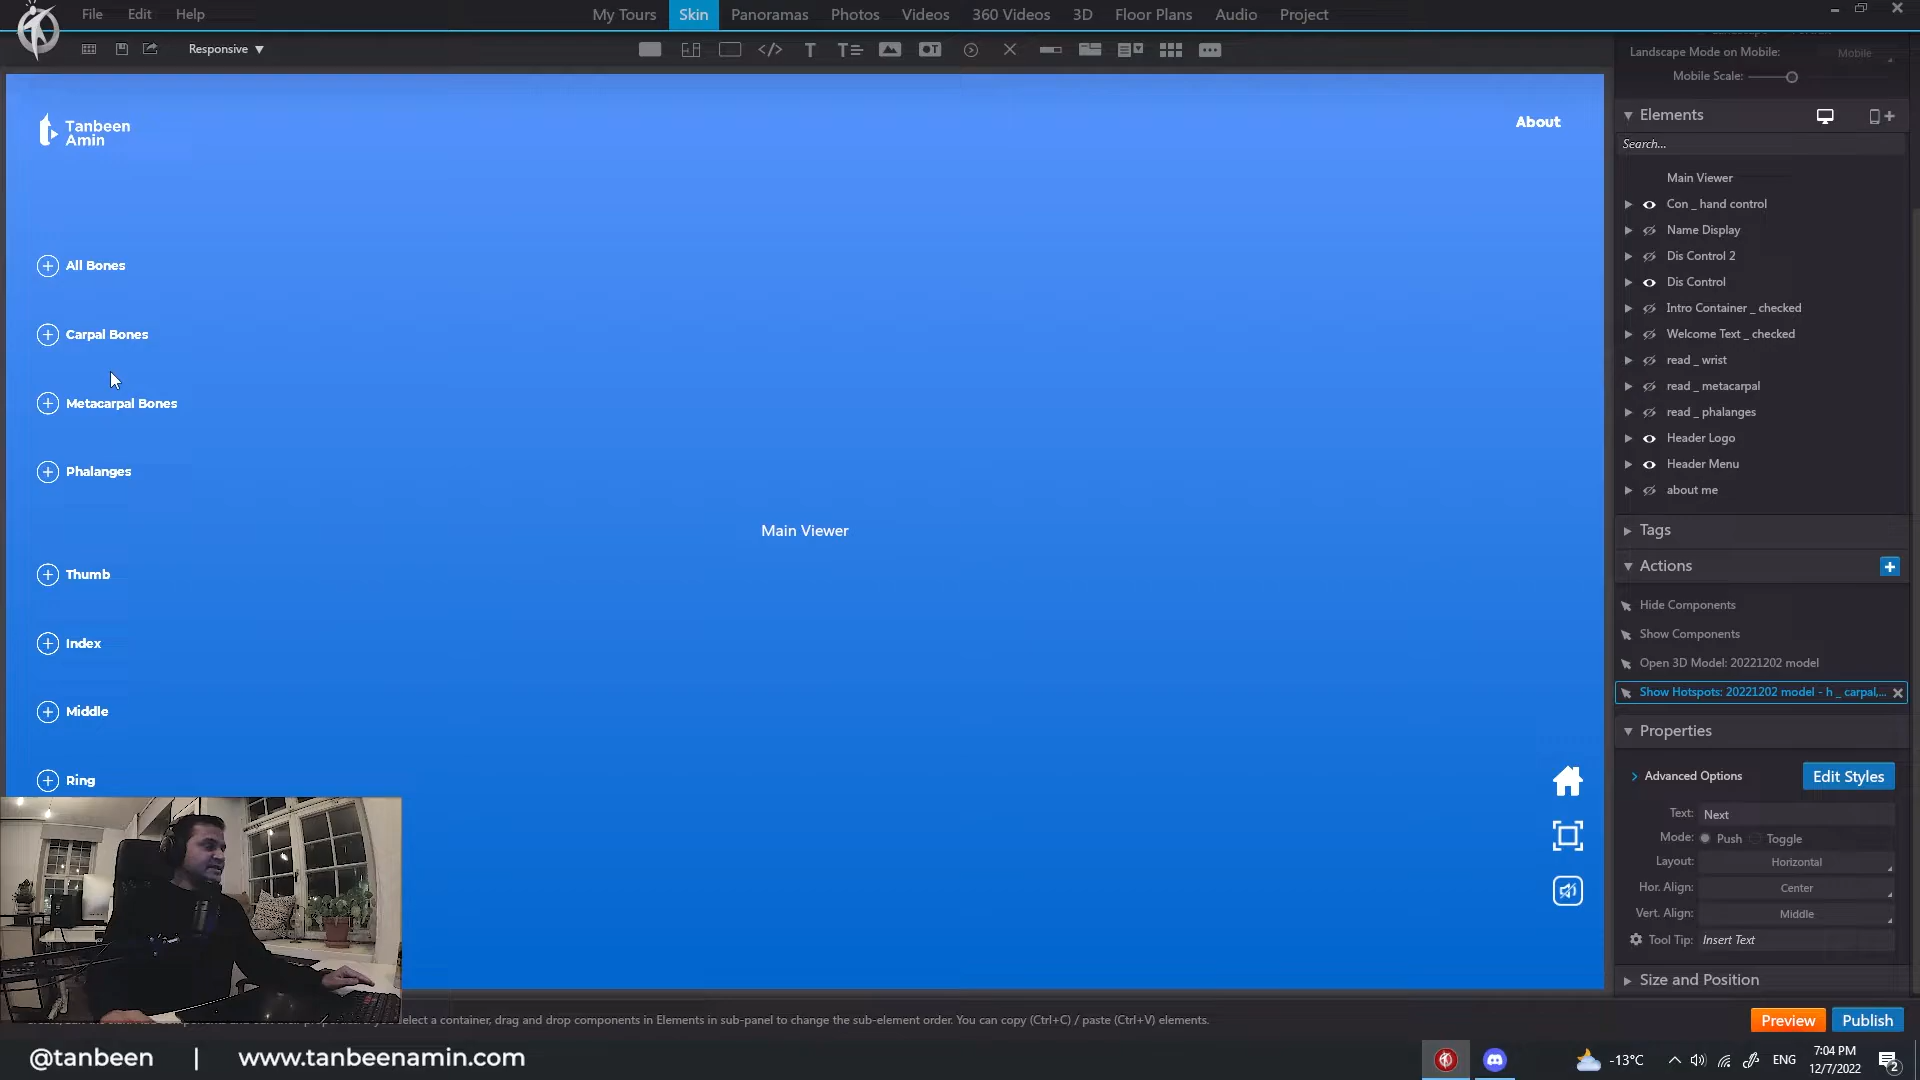 File Edit Help
My Tours Skin Panoramas Photos Videos 360 Videos 3D Floor Plans Audio Project
Responsive
Landscape Mode on Mobile: Mobile
Mobile Scale:
Tanbeen
Amin
About
All Bones
Carpal Bones
Metacarpal Bones
Phalanges
Main Viewer
Thumb
Index
Middle
Ring
Elements
Search...
Main Viewer
Con _ hand control
Name Display
Dis Control 2
Dis Control
Intro Container _ checked
Welcome Text _ checked
read _ wrist
read _ metacarpal
read _ phalanges
Header Logo
Header Menu
about me
Tags
Actions
Hide Components
Show Components
Open 3D Model: 20221202 model
Show Hotspots: 20221202 model - h _ carpal,...
Properties
Advanced Options Edit Styles
Text: Next
Mode: Push Toggle
Layout: Horizontal
Hor. Align: Center
Vert. Align: Middle
Tool Tip: Insert Text
Size and Position
select a container, drag and drop components in Elements in sub-panel to change the sub-element order. You can copy (Ctrl+C) / paste (Ctrl+V) elements.
Preview Publish
@tanbeen | www.tanbeenamin.com
-13°C ENG 7:04 PM
12/7/2022 2